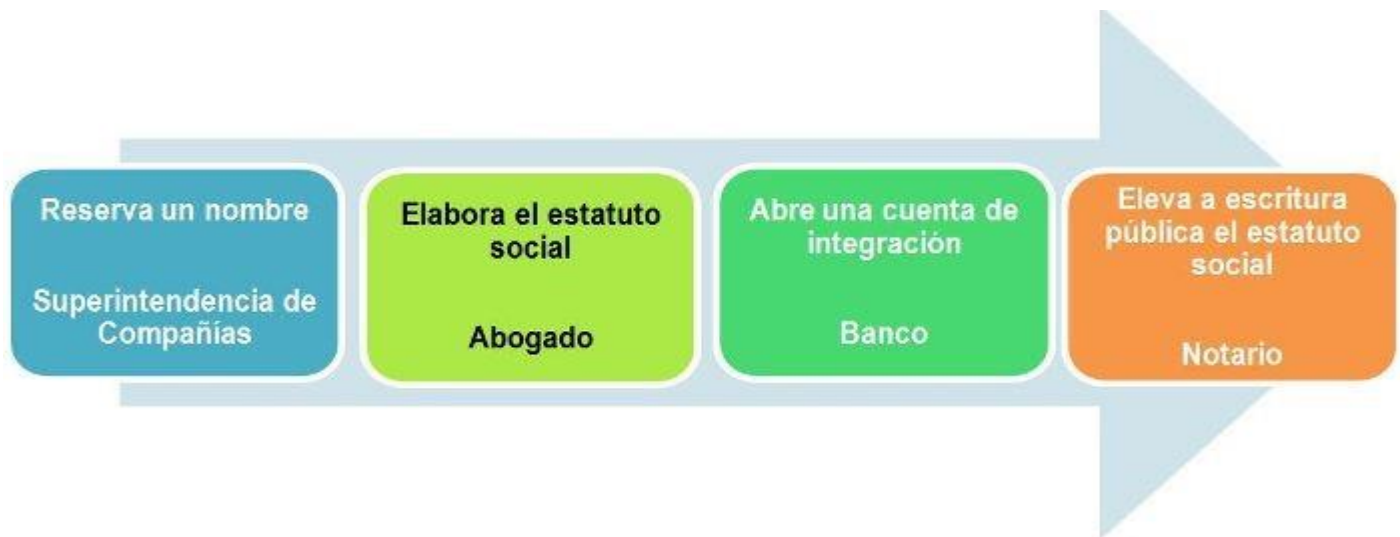 Reserva un nombre
Superintendencia de
Compañías
Elabora el estatuto
social
Abogado
Abre una cuenta de
integración
Banco
Eleva a escritura
pública el estatuto
social
Notario